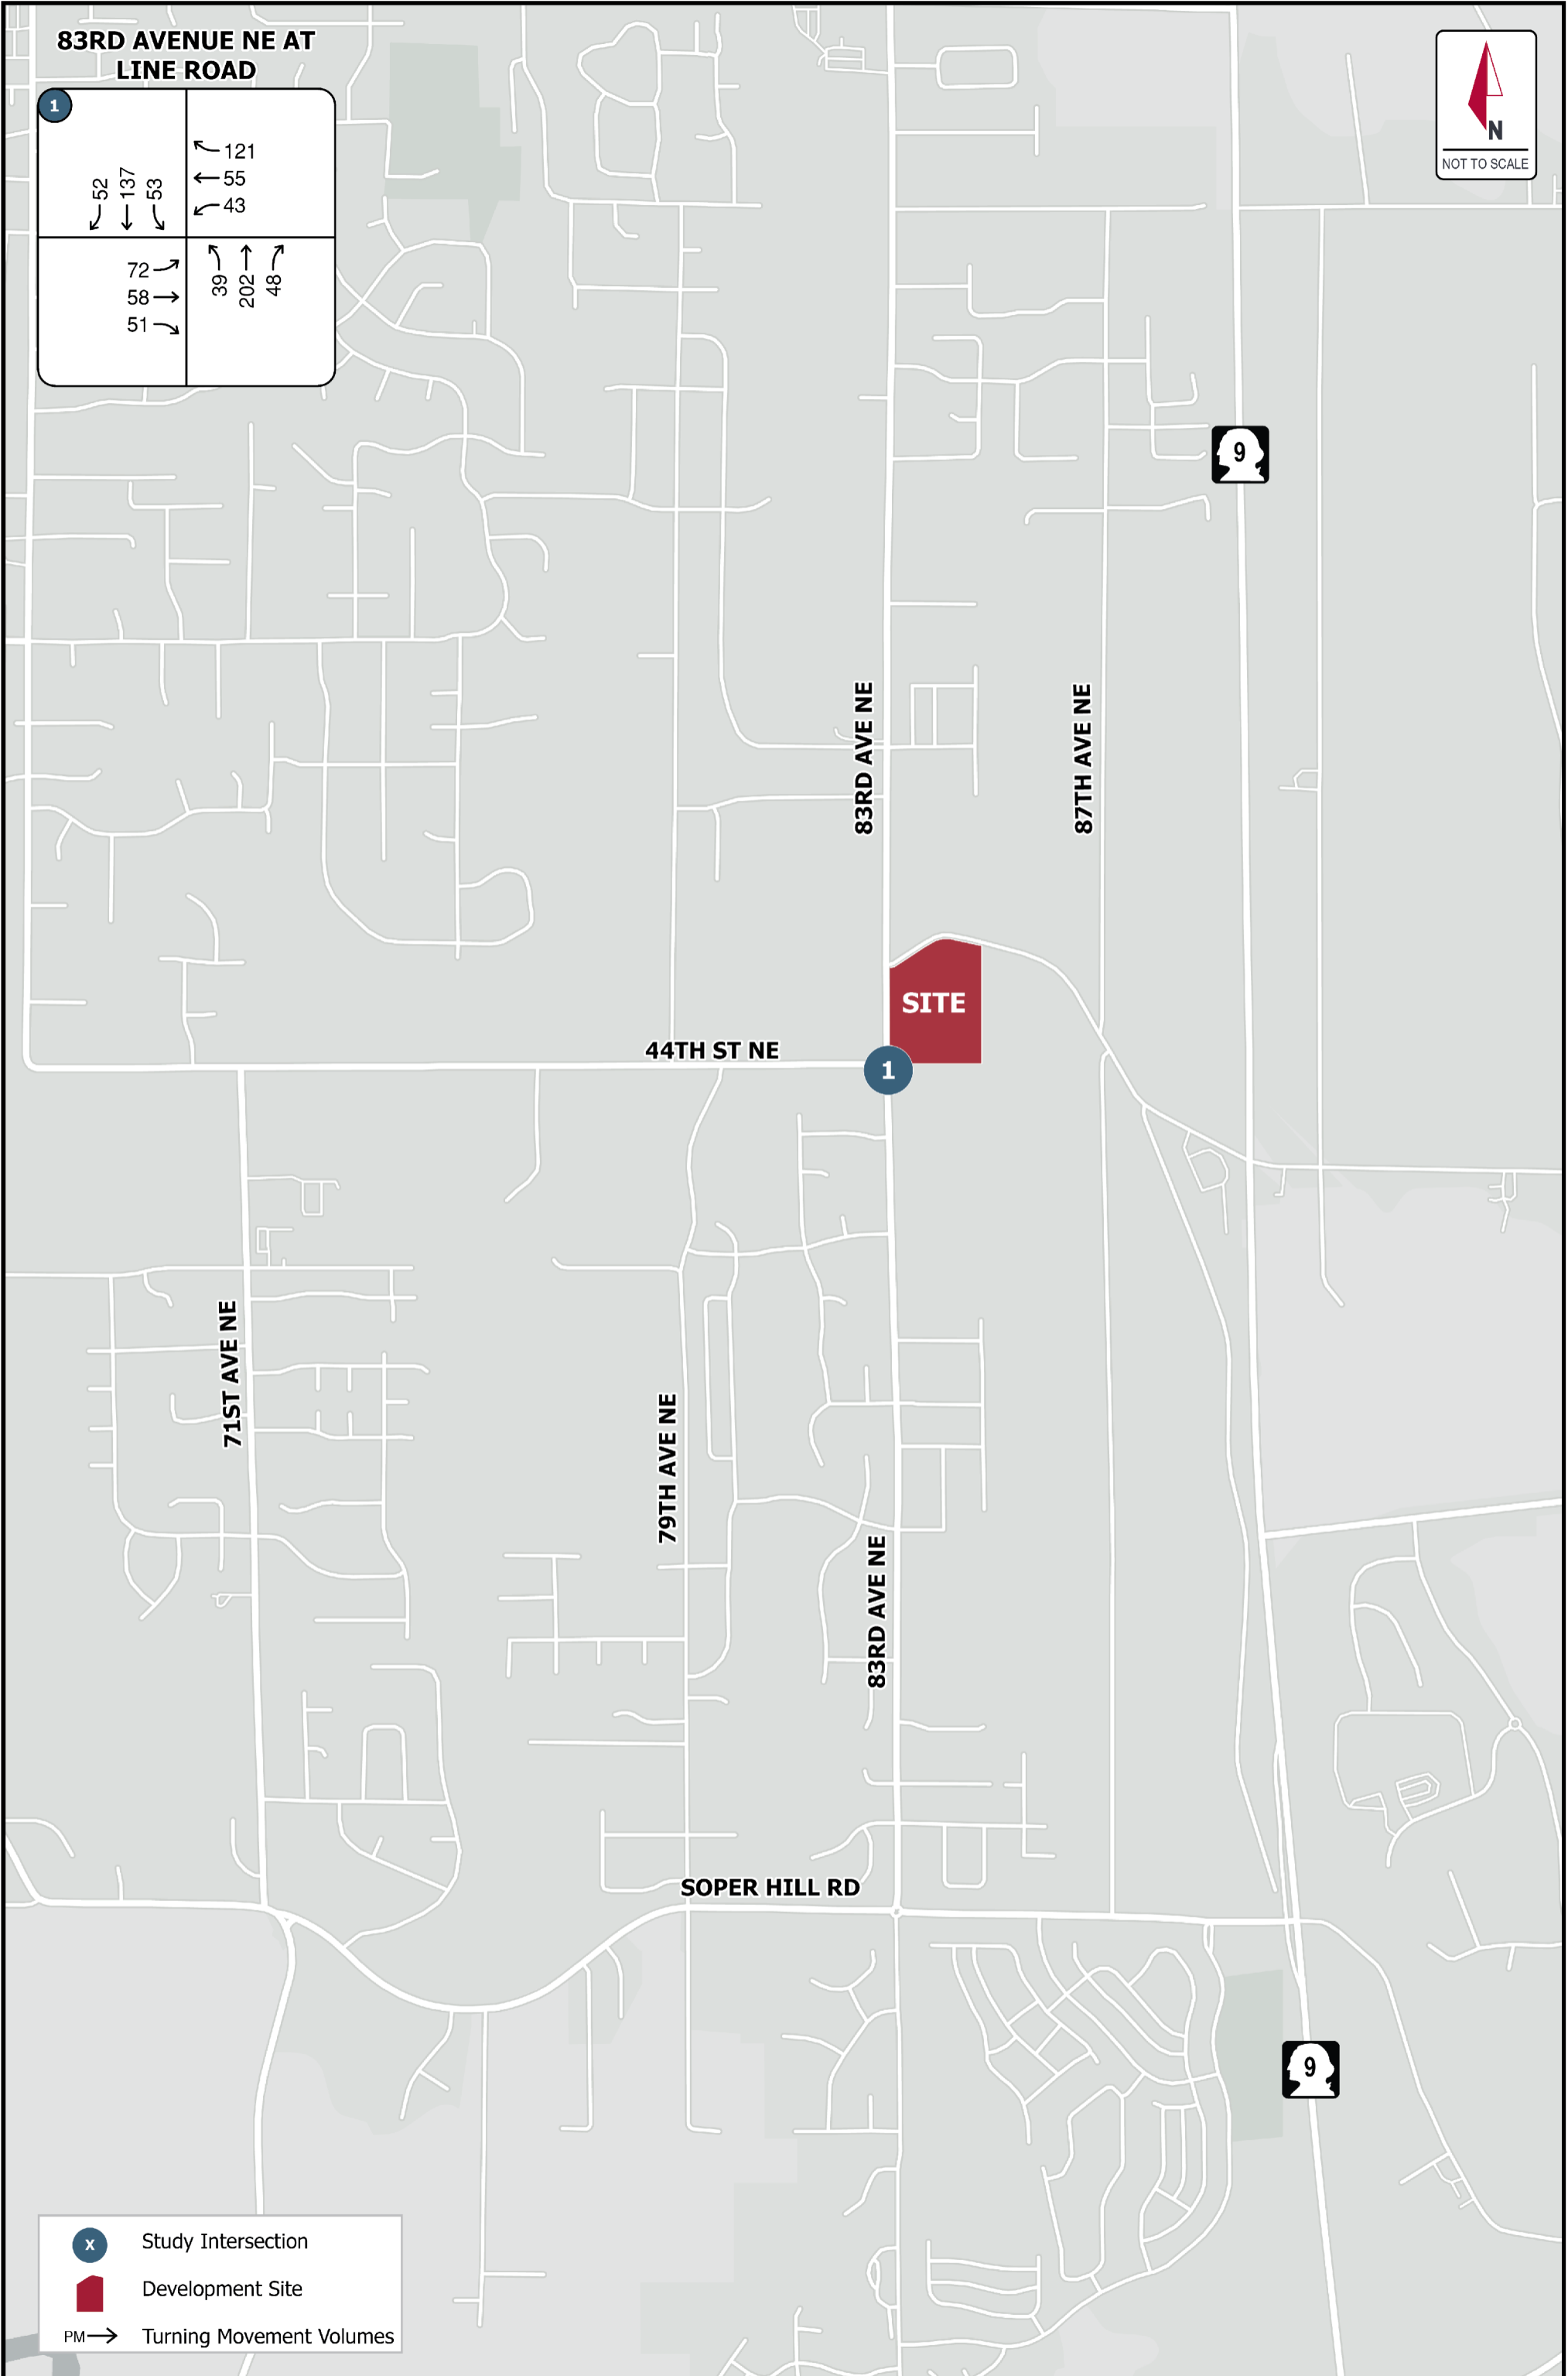 83RD AVENUE NE AT
LINE ROAD
1
121
55
43
52
137
53
72
58
51
39
202
48
N
NOT TO SCALE
9
83RD AVE NE
87TH AVE NE
SITE
44TH ST NE
1
71ST AVE NE
79TH AVE NE
83RD AVE NE
SOPER HILL RD
9
X Study Intersection
Development Site
PM Turning Movement Volumes